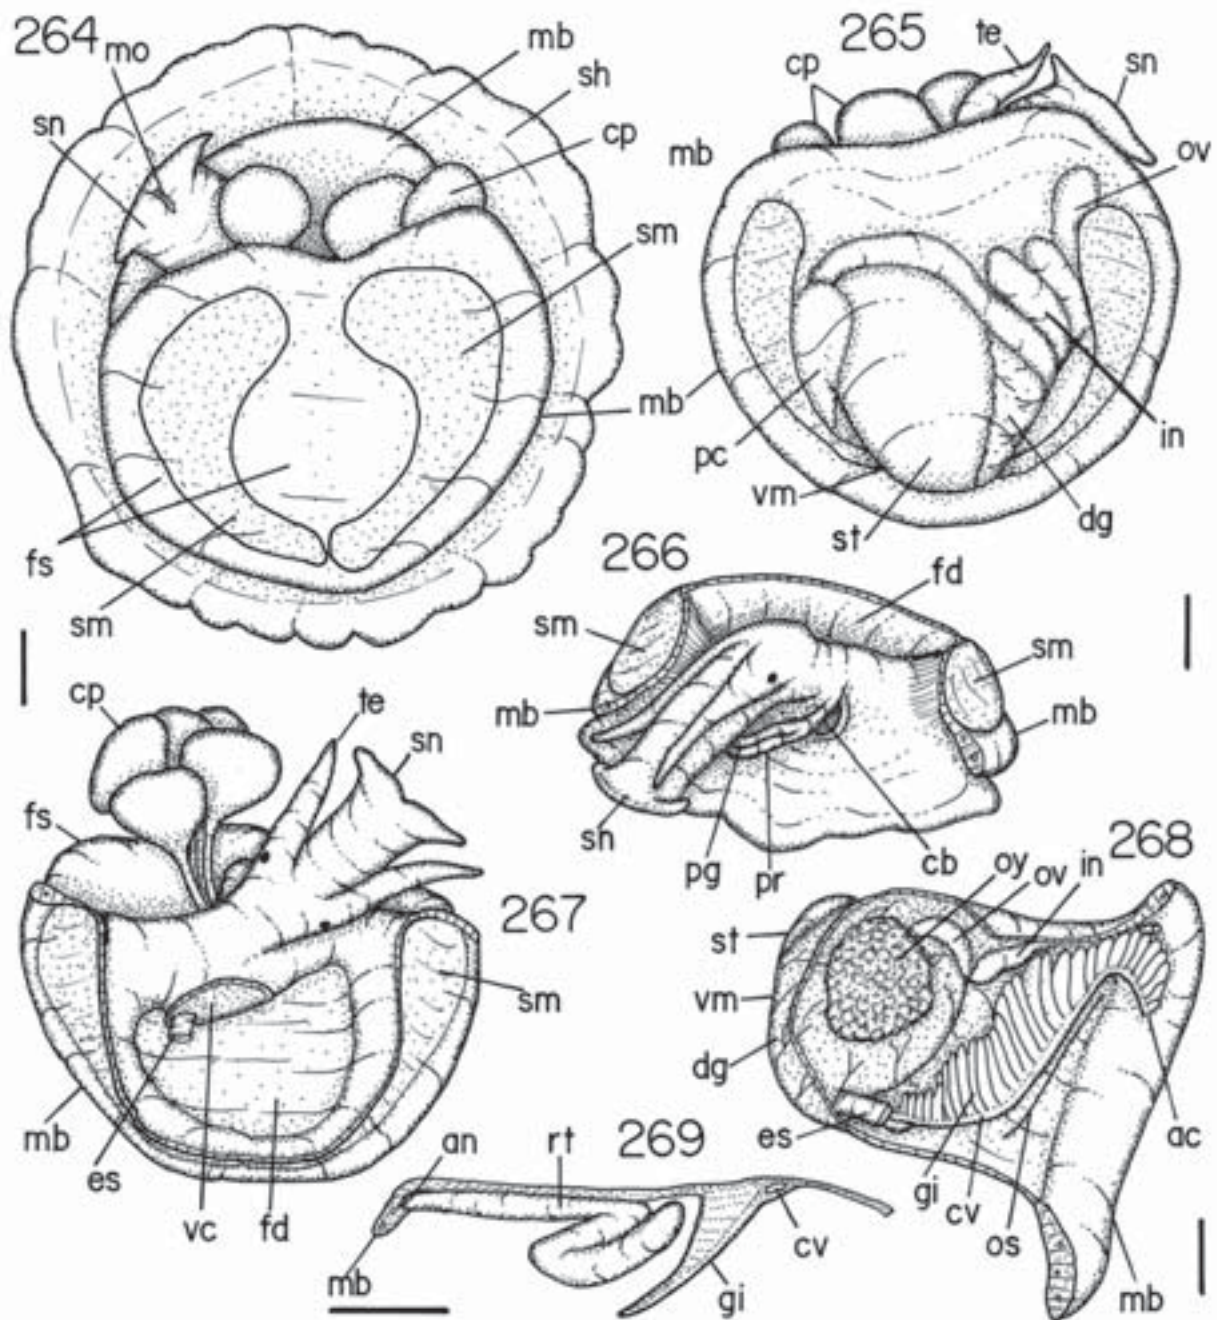 264
mo
mb
sh
cp
sn
sm
mb
fs
sm
265
te
cp
sn
mb
ov
pc
vm
st
dg
in
266
fd
sm
sm
mb
mb
sn
pg
pr
cb
267
cp
te
sn
fs
sm
mb
es
vc
fd
268
oy
ov
in
st
vm
dg
es
gi
cv
os
ac
mb
269
an
rt
mb
gi
cv